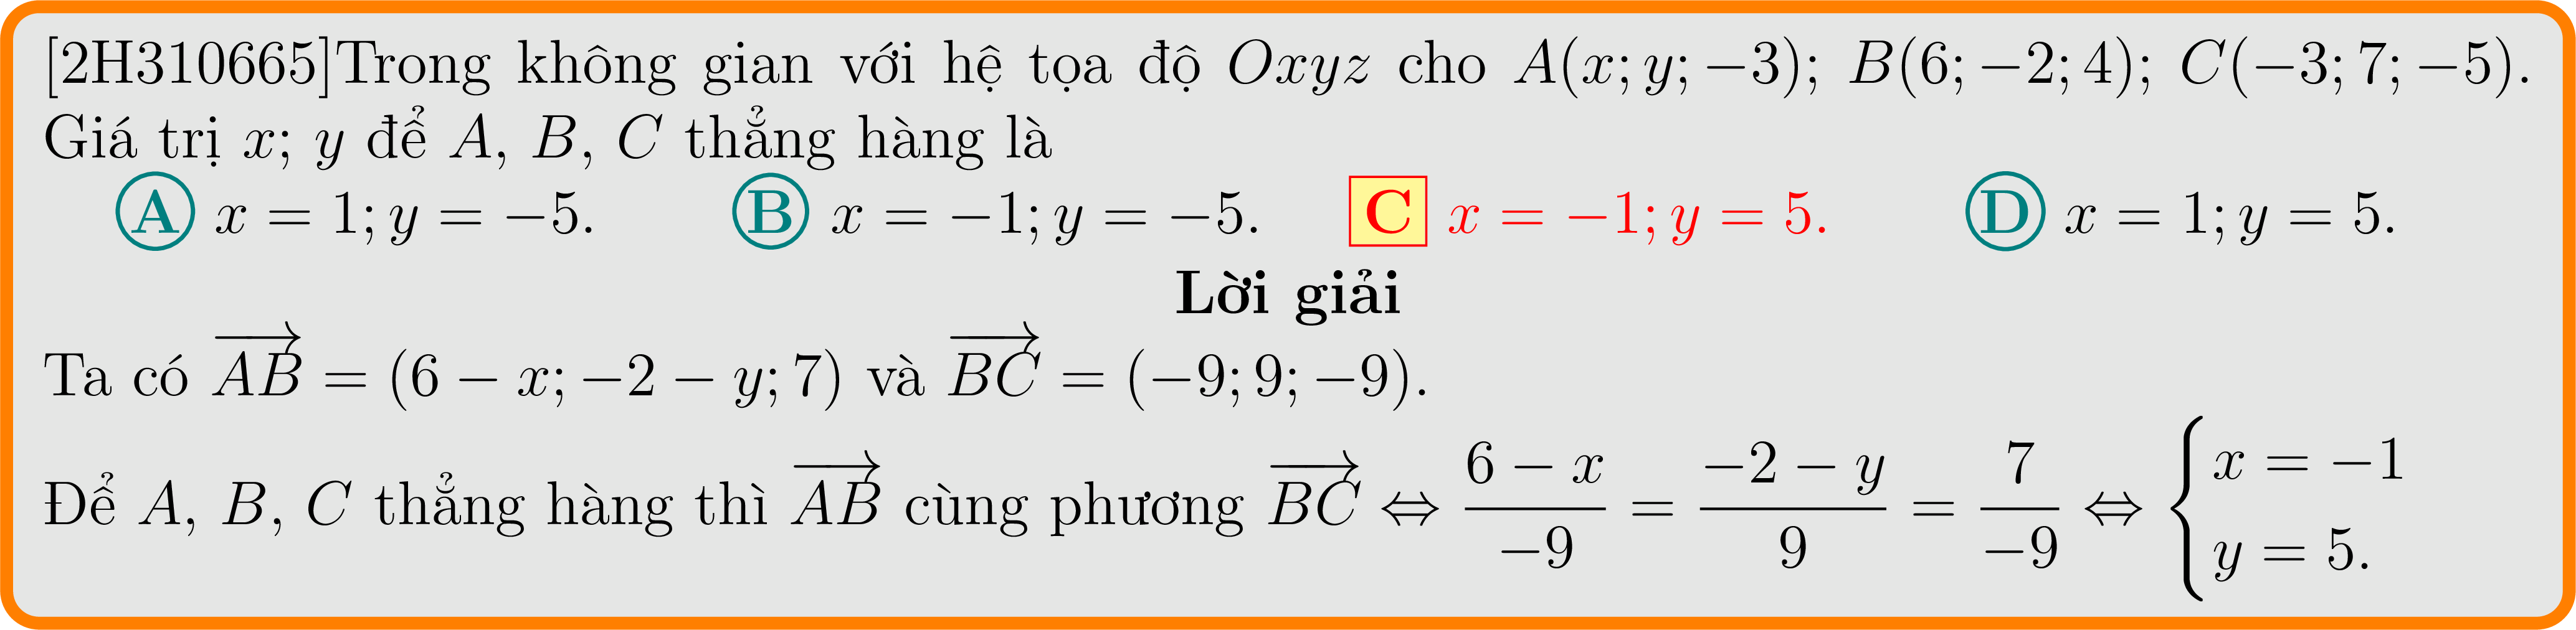 [2H310665]Trong không gian với hệ tọa độ Oxyz cho A(x; y; −3); B(6; −2; 4); C(−3; 7; −5).
Giá trị x; y để A, B, C thẳng hàng là
A x = 1; y = −5. B x = −1; y = −5. C x = −1; y = 5. D x = 1; y = 5.
Lời giải
Ta có $\overrightarrow{AB}$ = (6 − x; −2 − y; 7) và $\overrightarrow{BC}$ = (−9; 9; −9).
Để A, B, C thẳng hàng thì $\overrightarrow{AB}$ cùng phương $\overrightarrow{BC}$ ⇔ $\frac{6-x}{-9} = \frac{-2-y}{9} = \frac{7}{-9}$ ⇔ $\begin{cases} x = -1 \\ y = 5. \end{cases}$